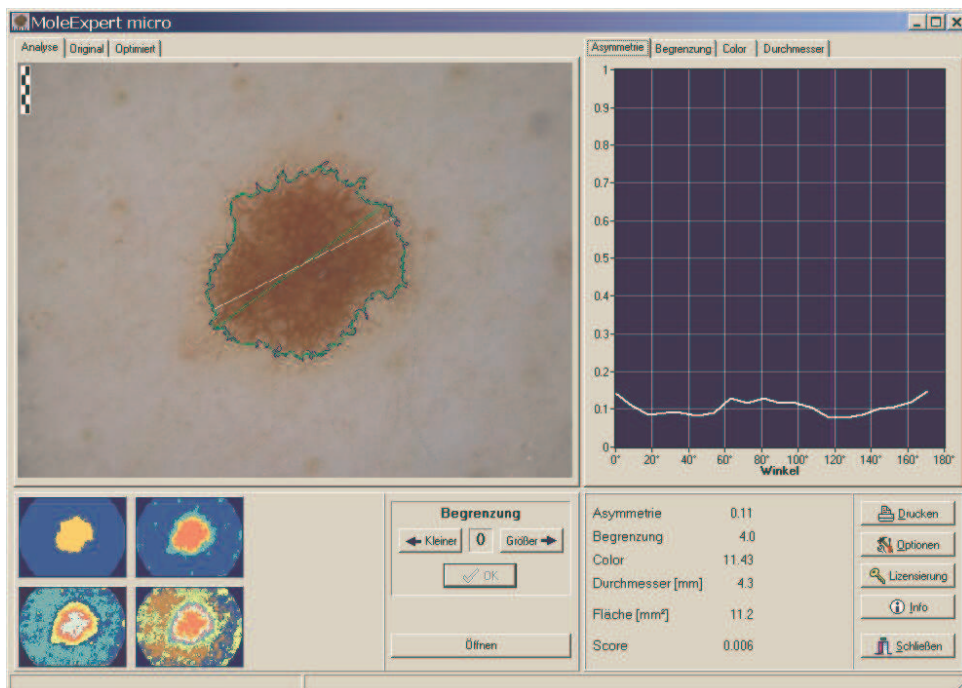 MoleExpert micro
Analyse Original Optimiert
Asymmetrie Begrenzung Color Durchmesser
1
0.9
0.8
0.7
0.6
0.5
0.4
0.3
0.2
0.1
0
0° 20° 40° 60° 80° 100° 120° 140° 160° 180°
Winkel
Begrenzung
Kleiner 0 Größer
OK
Öffnen
Asymmetrie 0.11
Begrenzung 4.0
Color 11.43
Durchmesser [mm] 4.3
Fläche [mm²] 11.2
Score 0.006
Drucken
Optionen
Lizensierung
Info
Schließen